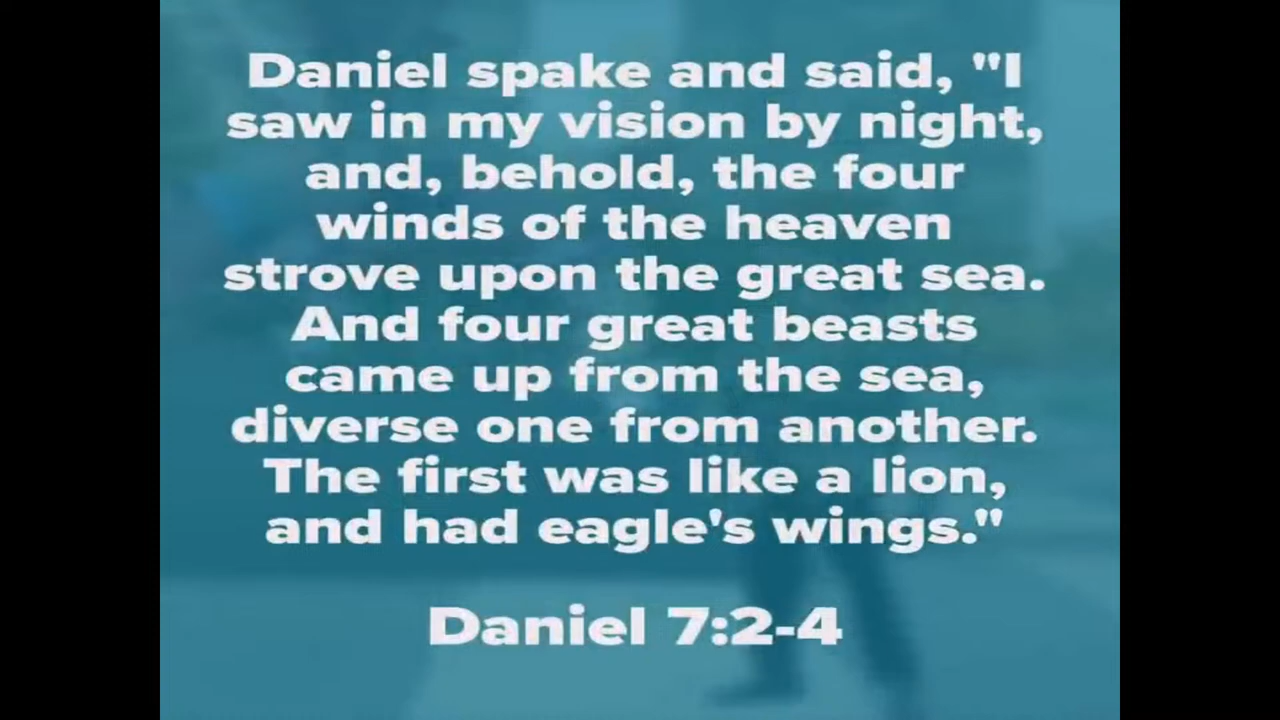 Daniel spake and said, "I
saw in my vision by night,
and, behold, the four
winds of the heaven
strove upon the great sea.
And four great beasts
came up from the sea,
diverse one from another.
The first was like a lion,
and had eagle's wings."
Daniel 7:2-4